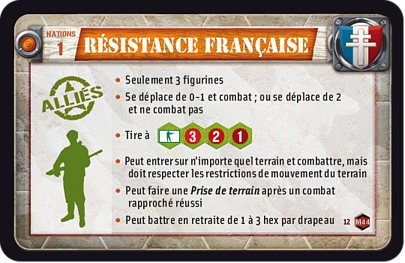 NATIONS
1
RÉSISTANCE FRANÇAISE
ALLIÉS
• Seulement 3 figurines
• Se déplace de 0-1 et combat ; ou se déplace de 2
et ne combat pas
• Tire à 3 2 1
• Peut entrer sur n'importe quel terrain et combattre, mais
doit respecter les restrictions de mouvement du terrain
• Peut faire une Prise de terrain après un combat
rapproché réussi
• Peut battre en retraite de 1 à 3 hex par drapeau
12 M44